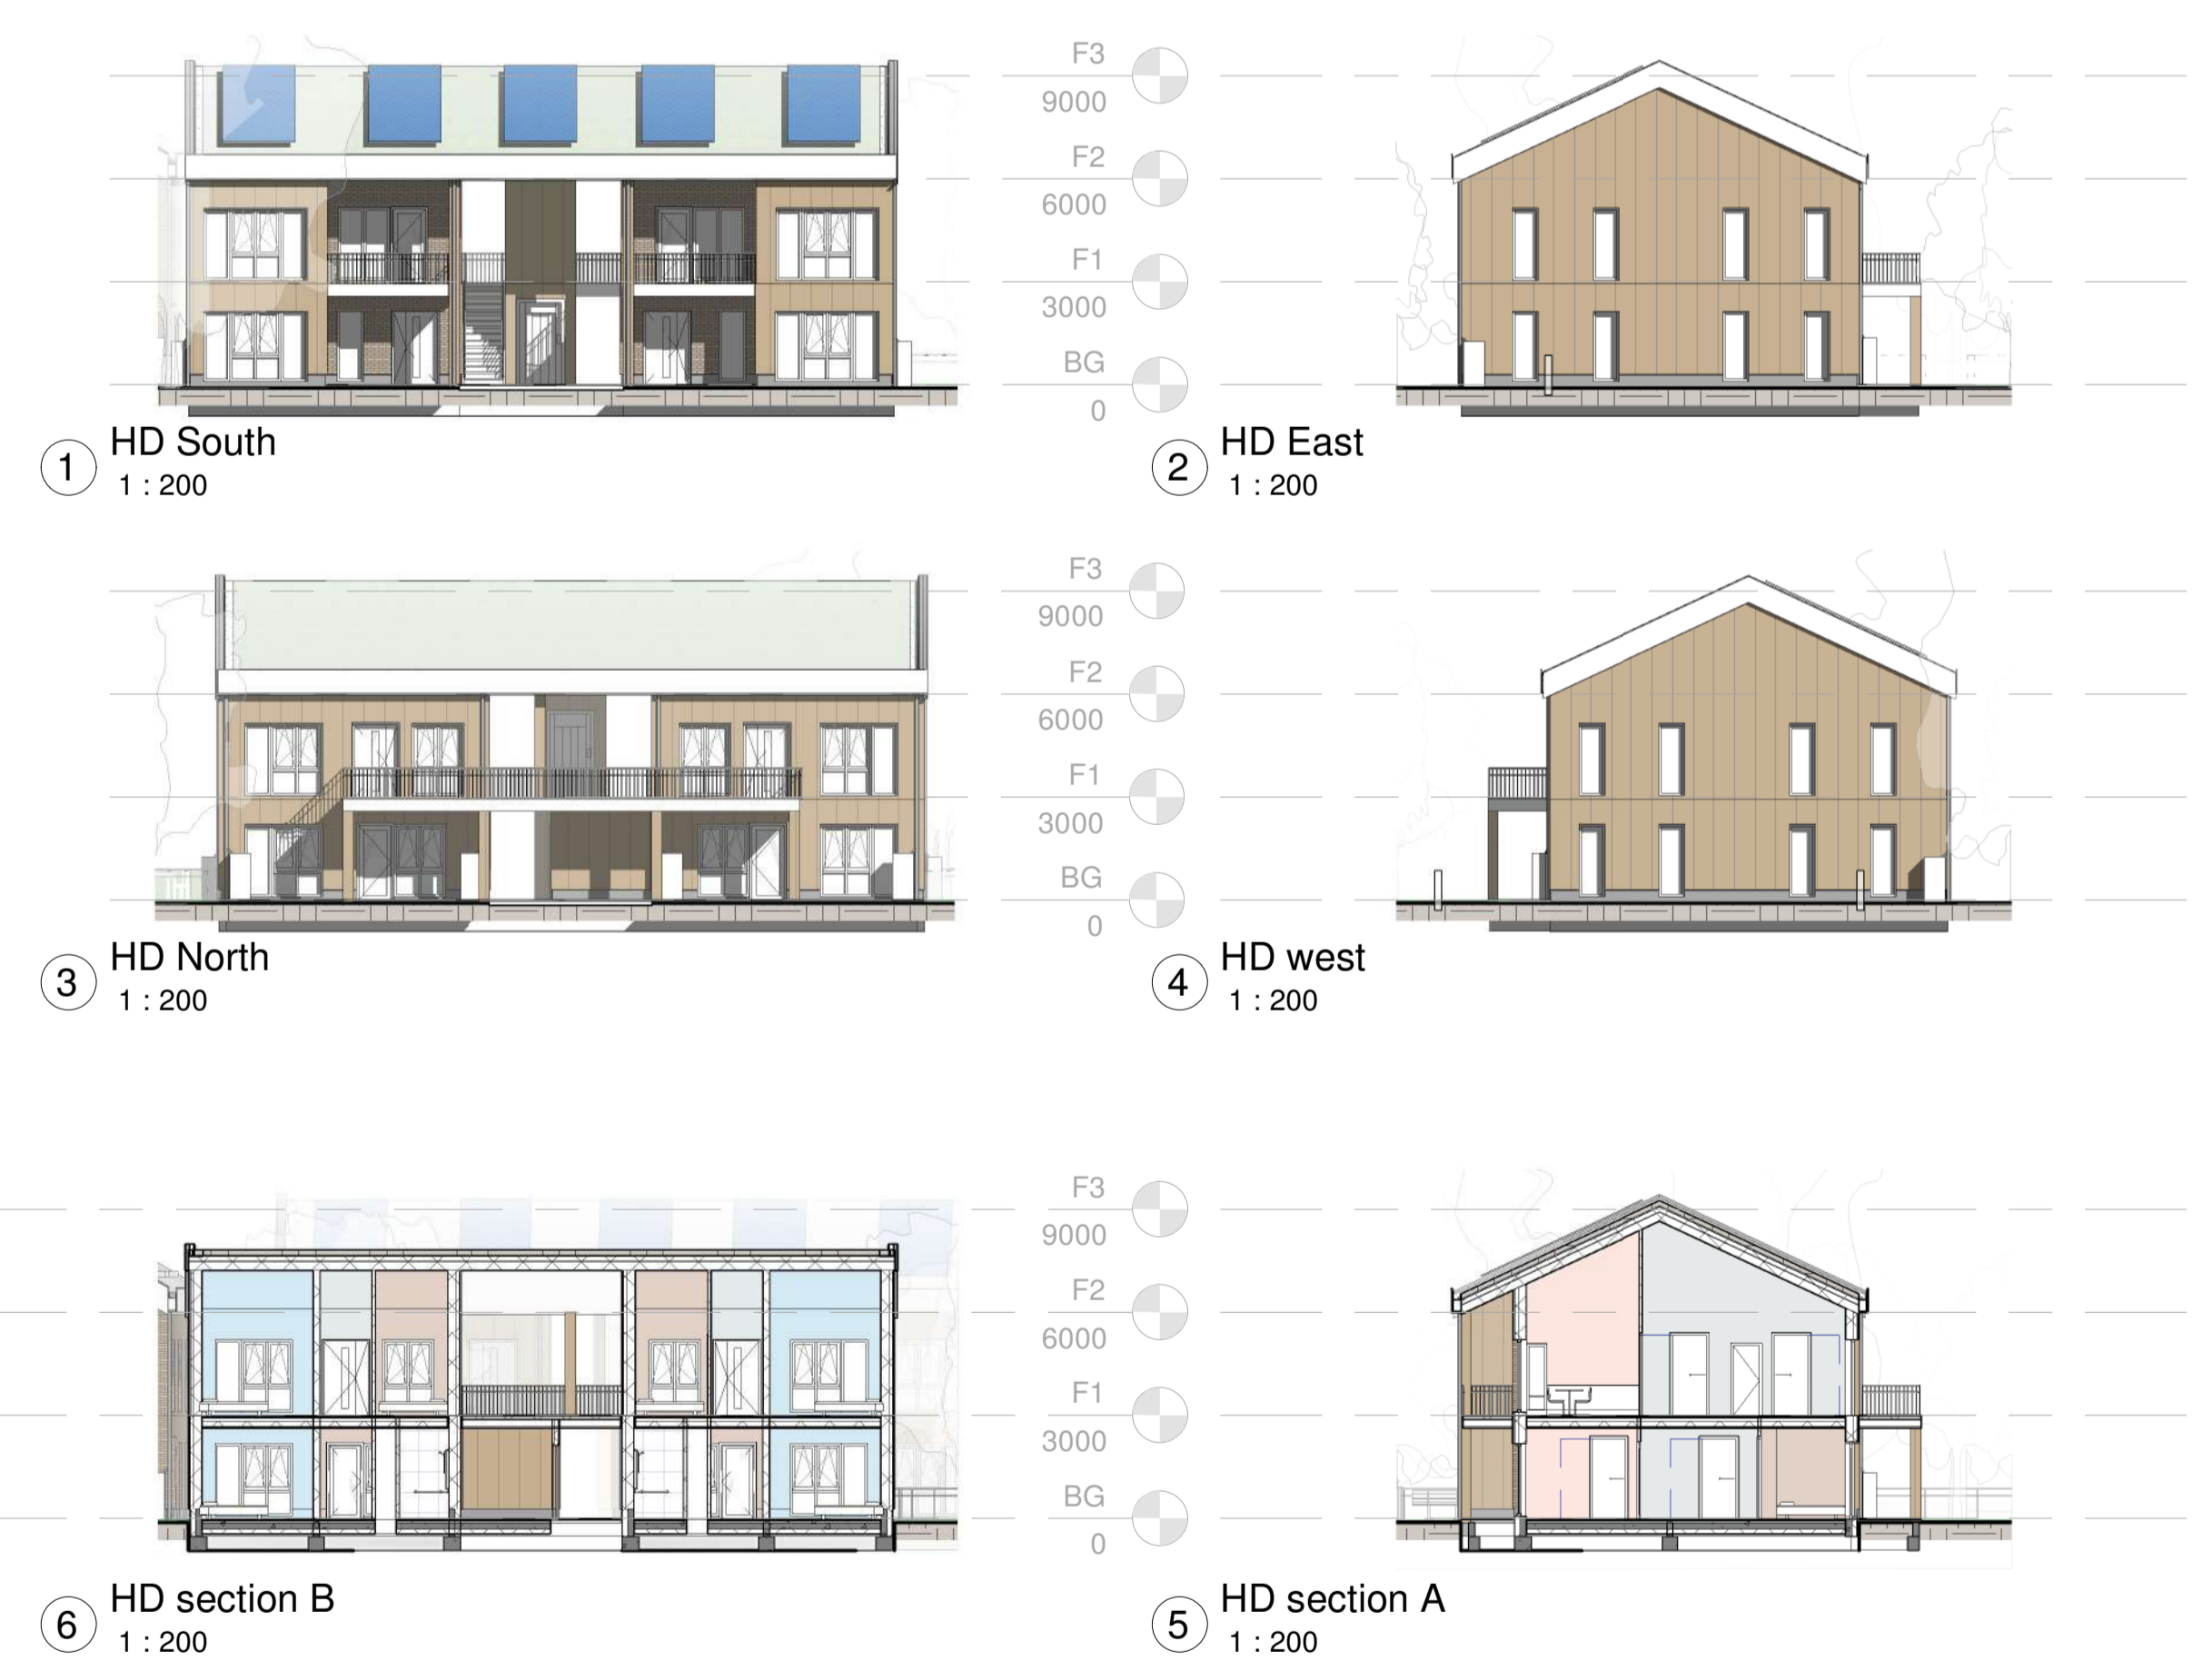 F3
9000
F2
6000
F1
3000
BG
0
1 HD South
1 : 200
2 HD East
1 : 200
F3
9000
F2
6000
F1
3000
BG
0
3 HD North
1 : 200
4 HD west
1 : 200
F3
9000
F2
6000
F1
3000
BG
0
6 HD section B
1 : 200
5 HD section A
1 : 200